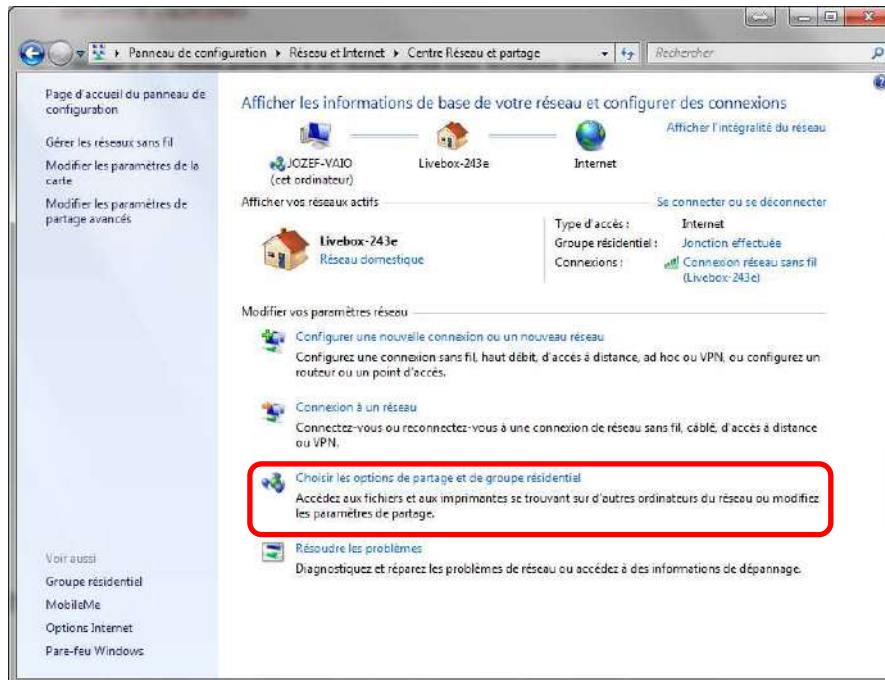 Panneau de configuration Réseau et Internet Centre Réseau et partage
Rechercher
Page d'accueil du panneau de
configuration
Gérer les réseaux sans fil
Modifier les paramètres de la
carte
Modifier les paramètres de
partage avancés
Voir aussi
Groupe résidentiel
MobileMe
Options Internet
Pare-feu Windows
Afficher les informations de base de votre réseau et configurer des connexions
Afficher l'intégralité du réseau
JOZEF-VAIO
(cet ordinateur)
Livebox-243e
Internet
Afficher vos réseaux actifs
Se connecter ou se déconnecter
Livebox-243e
Réseau domestique
Type d'accès : Internet
Groupe résidentiel : Jonction effectuée
Connexions : Connexion réseau sans fil
(Livebox-243e)
Modifier vos paramètres réseau
Configurer une nouvelle connexion ou un nouveau réseau
Configurez une connexion sans fil, haut débit, d'accès à distance, ad hoc ou VPN, ou configurez un
routeur ou un point d'accès.
Connexion à un réseau
Connectez-vous ou reconnectez-vous à une connexion de réseau sans fil, câblé, d'accès à distance
ou VPN.
Choisir les options de partage et de groupe résidentiel
Accédez aux fichiers et aux imprimantes se trouvant sur d'autres ordinateurs du réseau ou modifiez
les paramètres de partage.
Résoudre les problèmes
Diagnostiquez et réparez les problèmes de réseau ou accédez à des informations de dépannage.